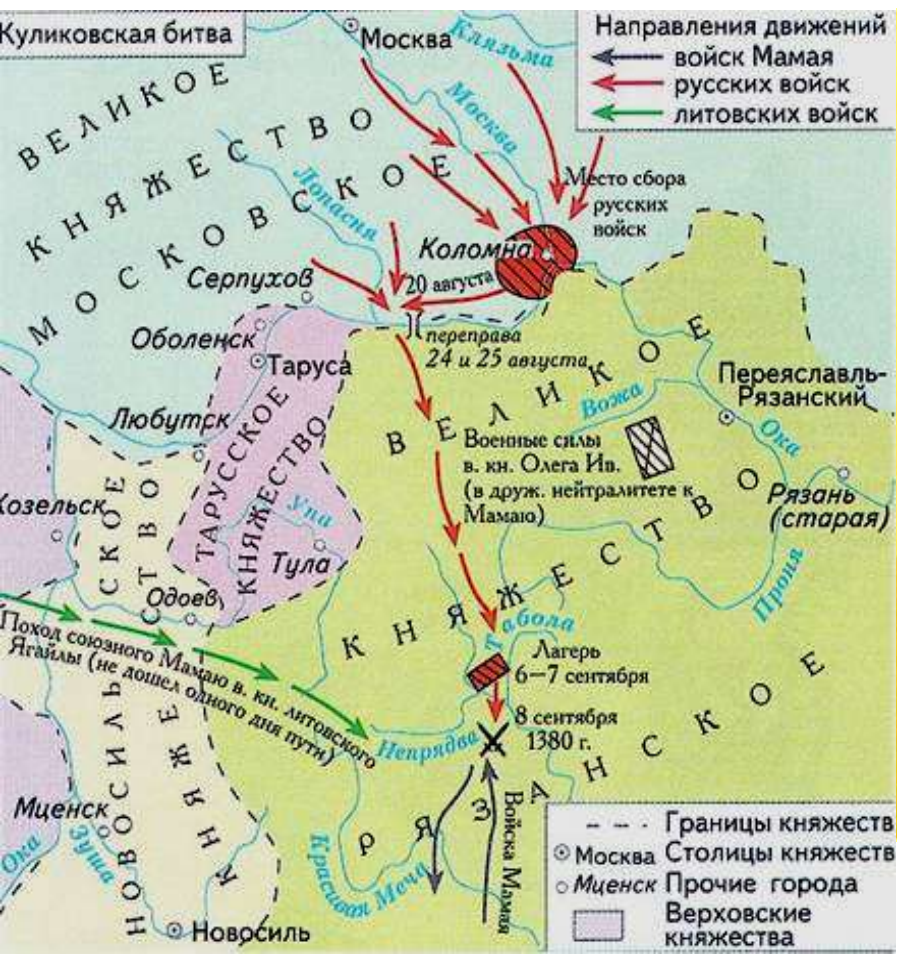 Куликовская битва
Направления движений
войск Мамая
русских войск
литовских войск
Москва
Клязьма
Москва
ВЕЛИКОЕ
КНЯЖЕСТВО
МОСКОВСКОЕ
Лопасня
Место сбора
русских
войск
Коломна
20 августа
Серпухов
Оболенск
Таруса
переправа
24 и 25 августа
Любутск
ТАРУССКОЕ
КНЯЖЕСТВО
ВЕЛИКОЕ
КНЯЖЕСТВО
РЯЗАНСКОЕ
Вожа
Переяславль-
Рязанский
Ока
Военные силы
в. кн. Олега Ив.
(в друж. нейтралитете к
Мамаю)
Рязань
(старая)
Проня
Козельск
Упа
Тула
Одоев
НОВОСИЛЬСКОЕ
КНЯЖЕСТВО
Поход союзного Мамаю в. кн. литовского
Ягайлы (не дошел одного дня пути)
Табола
Лагерь
6–7 сентября
8 сентября
1380 г.
Непрядва
Войска Мамая
Красивая Меча
Мценск
Зуша
Ока
Новосиль
Границы княжеств
Москва Столицы княжеств
Мценск Прочие города
Верховские
княжества